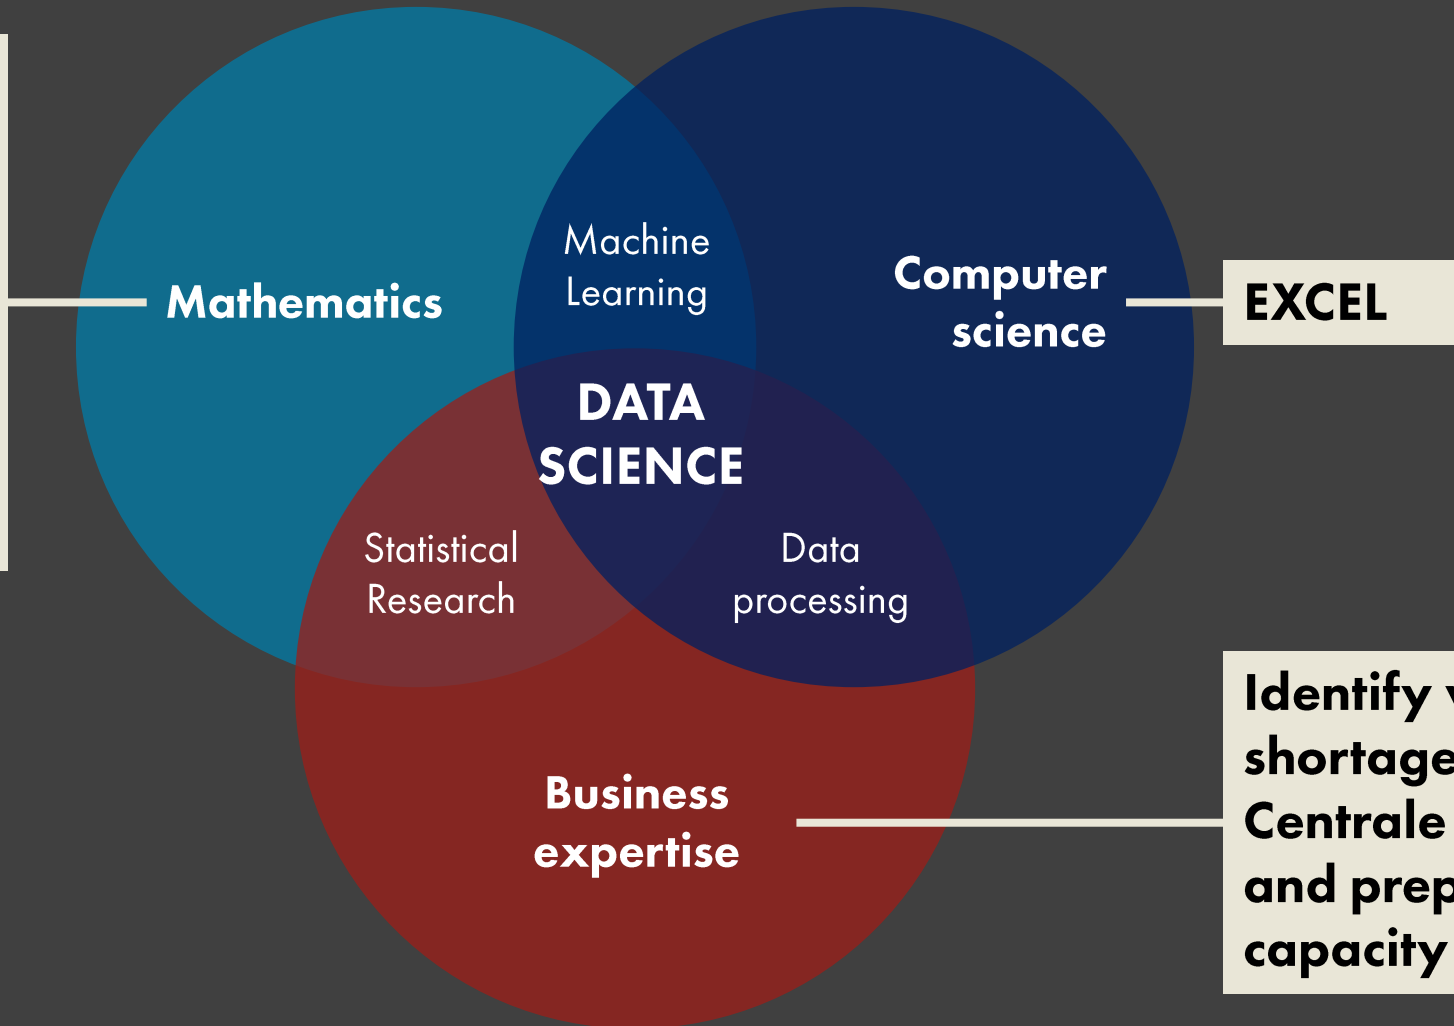 Machine
Learning
Mathematics
Computer
science
EXCEL
DATA
SCIENCE
Statistical
Research
Data
processing
Business
expertise
Identify
shortage
Centrale
and prep
capacity